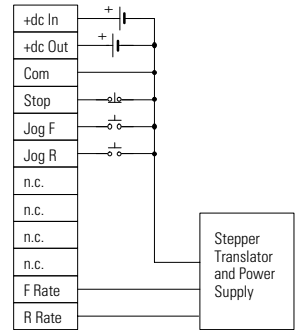 +dc In
+
+dc Out
+
Com
Stop
Jog F
Jog R
n.c.
n.c.
n.c.
n.c.
F Rate
R Rate
Stepper
Translator
and Power
Supply